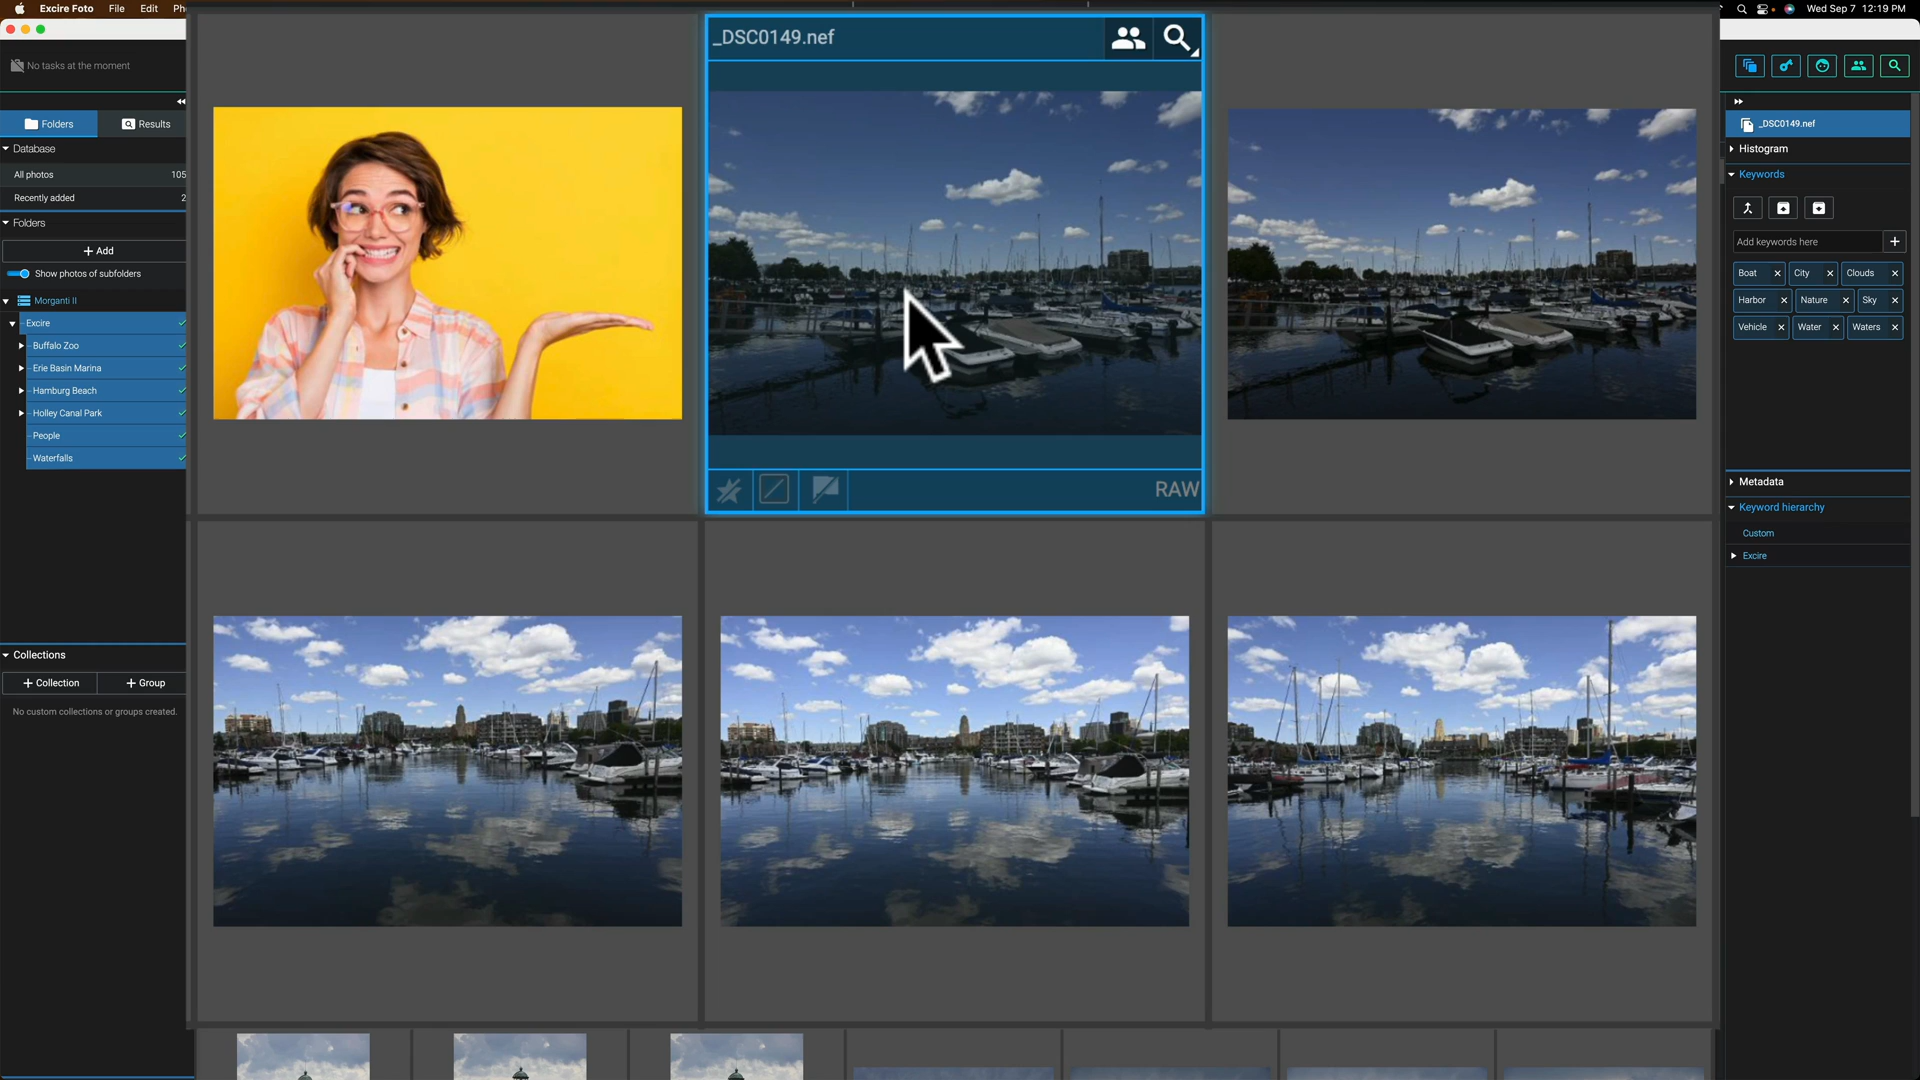 Excire Foto File Edit Ph
Wed Sep 7 12:19 PM
No tasks at the moment
Folders
Results
Database
All photos 105
Recently added 2
Folders
+ Add
Show photos of subfolders
Morganti II
Excire
Buffalo Zoo
Erie Basin Marina
Hamburg Beach
Holley Canal Park
People
Waterfalls
Collections
+ Collection
+ Group
No custom collections or groups created.
_DSC0149.nef
RAW
_DSC0149.nef
Histogram
Keywords
Add keywords here
Boat City Clouds
Harbor Nature Sky
Vehicle Water Waters
Metadata
Keyword hierarchy
Custom
Excire